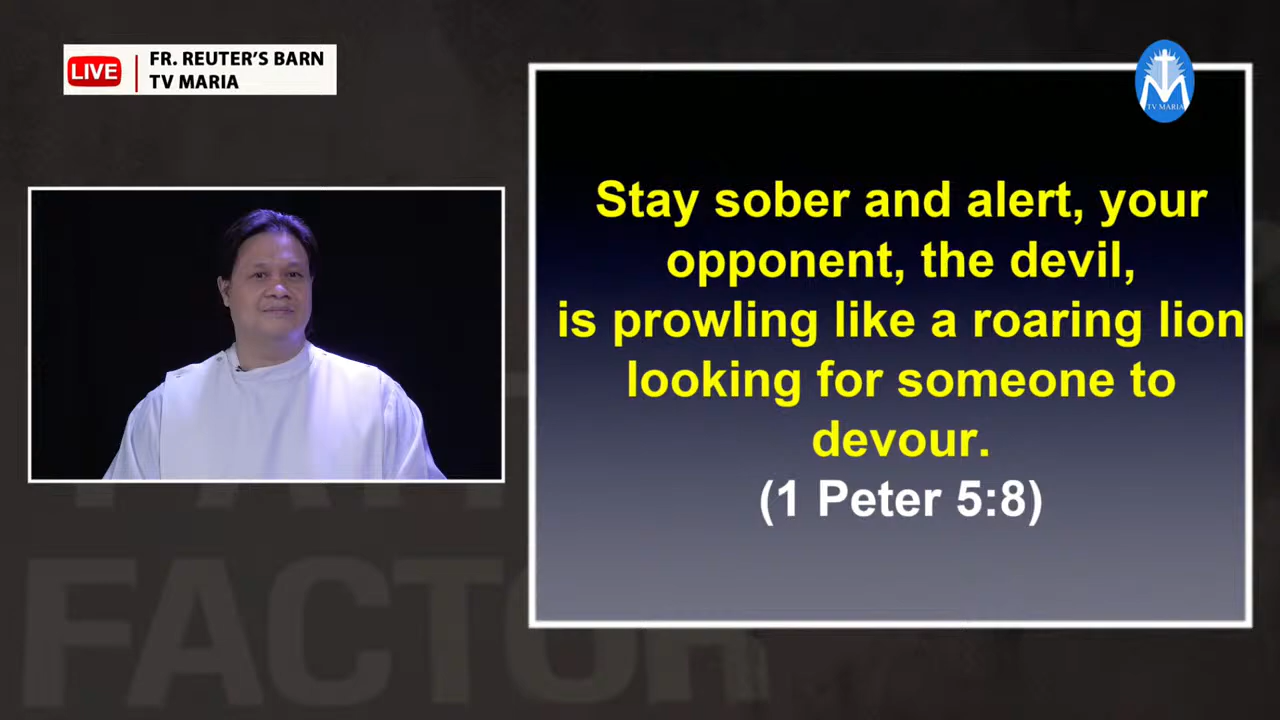 LIVE
FR. REUTER'S BARN
TV MARIA
TV MARIA
Stay sober and alert, your
opponent, the devil,
is prowling like a roaring lion
looking for someone to
devour.
(1 Peter 5:8)
FACTOR